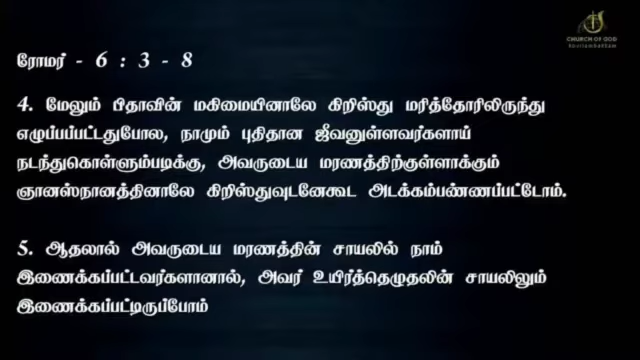 CHURCH OF GOD
ரோமர் - 6 : 3 - 8
4. மேலும் பிதாவின் மகிமையினாலே கிறிஸ்து மரித்தோரிலிருந்து
எழுப்பப்பட்டதுபோல, நாமும் புதிதான ஜீவனுள்ளவர்களாய்
நடந்துகொள்ளும்படிக்கு, அவருடைய மரணத்திற்குள்ளாக்கும்
ஞானஸ்நானத்தினாலே கிறிஸ்துவுடனேகூட அடக்கம்பண்ணப்பட்டோம்.
5. ஆதலால் அவருடைய மரணத்தின் சாயலில் நாம்
இணைக்கப்பட்டவர்களானால், அவர் உயிர்த்தெழுதலின் சாயலிலும்
இணைக்கப்பட்டிருப்போம்